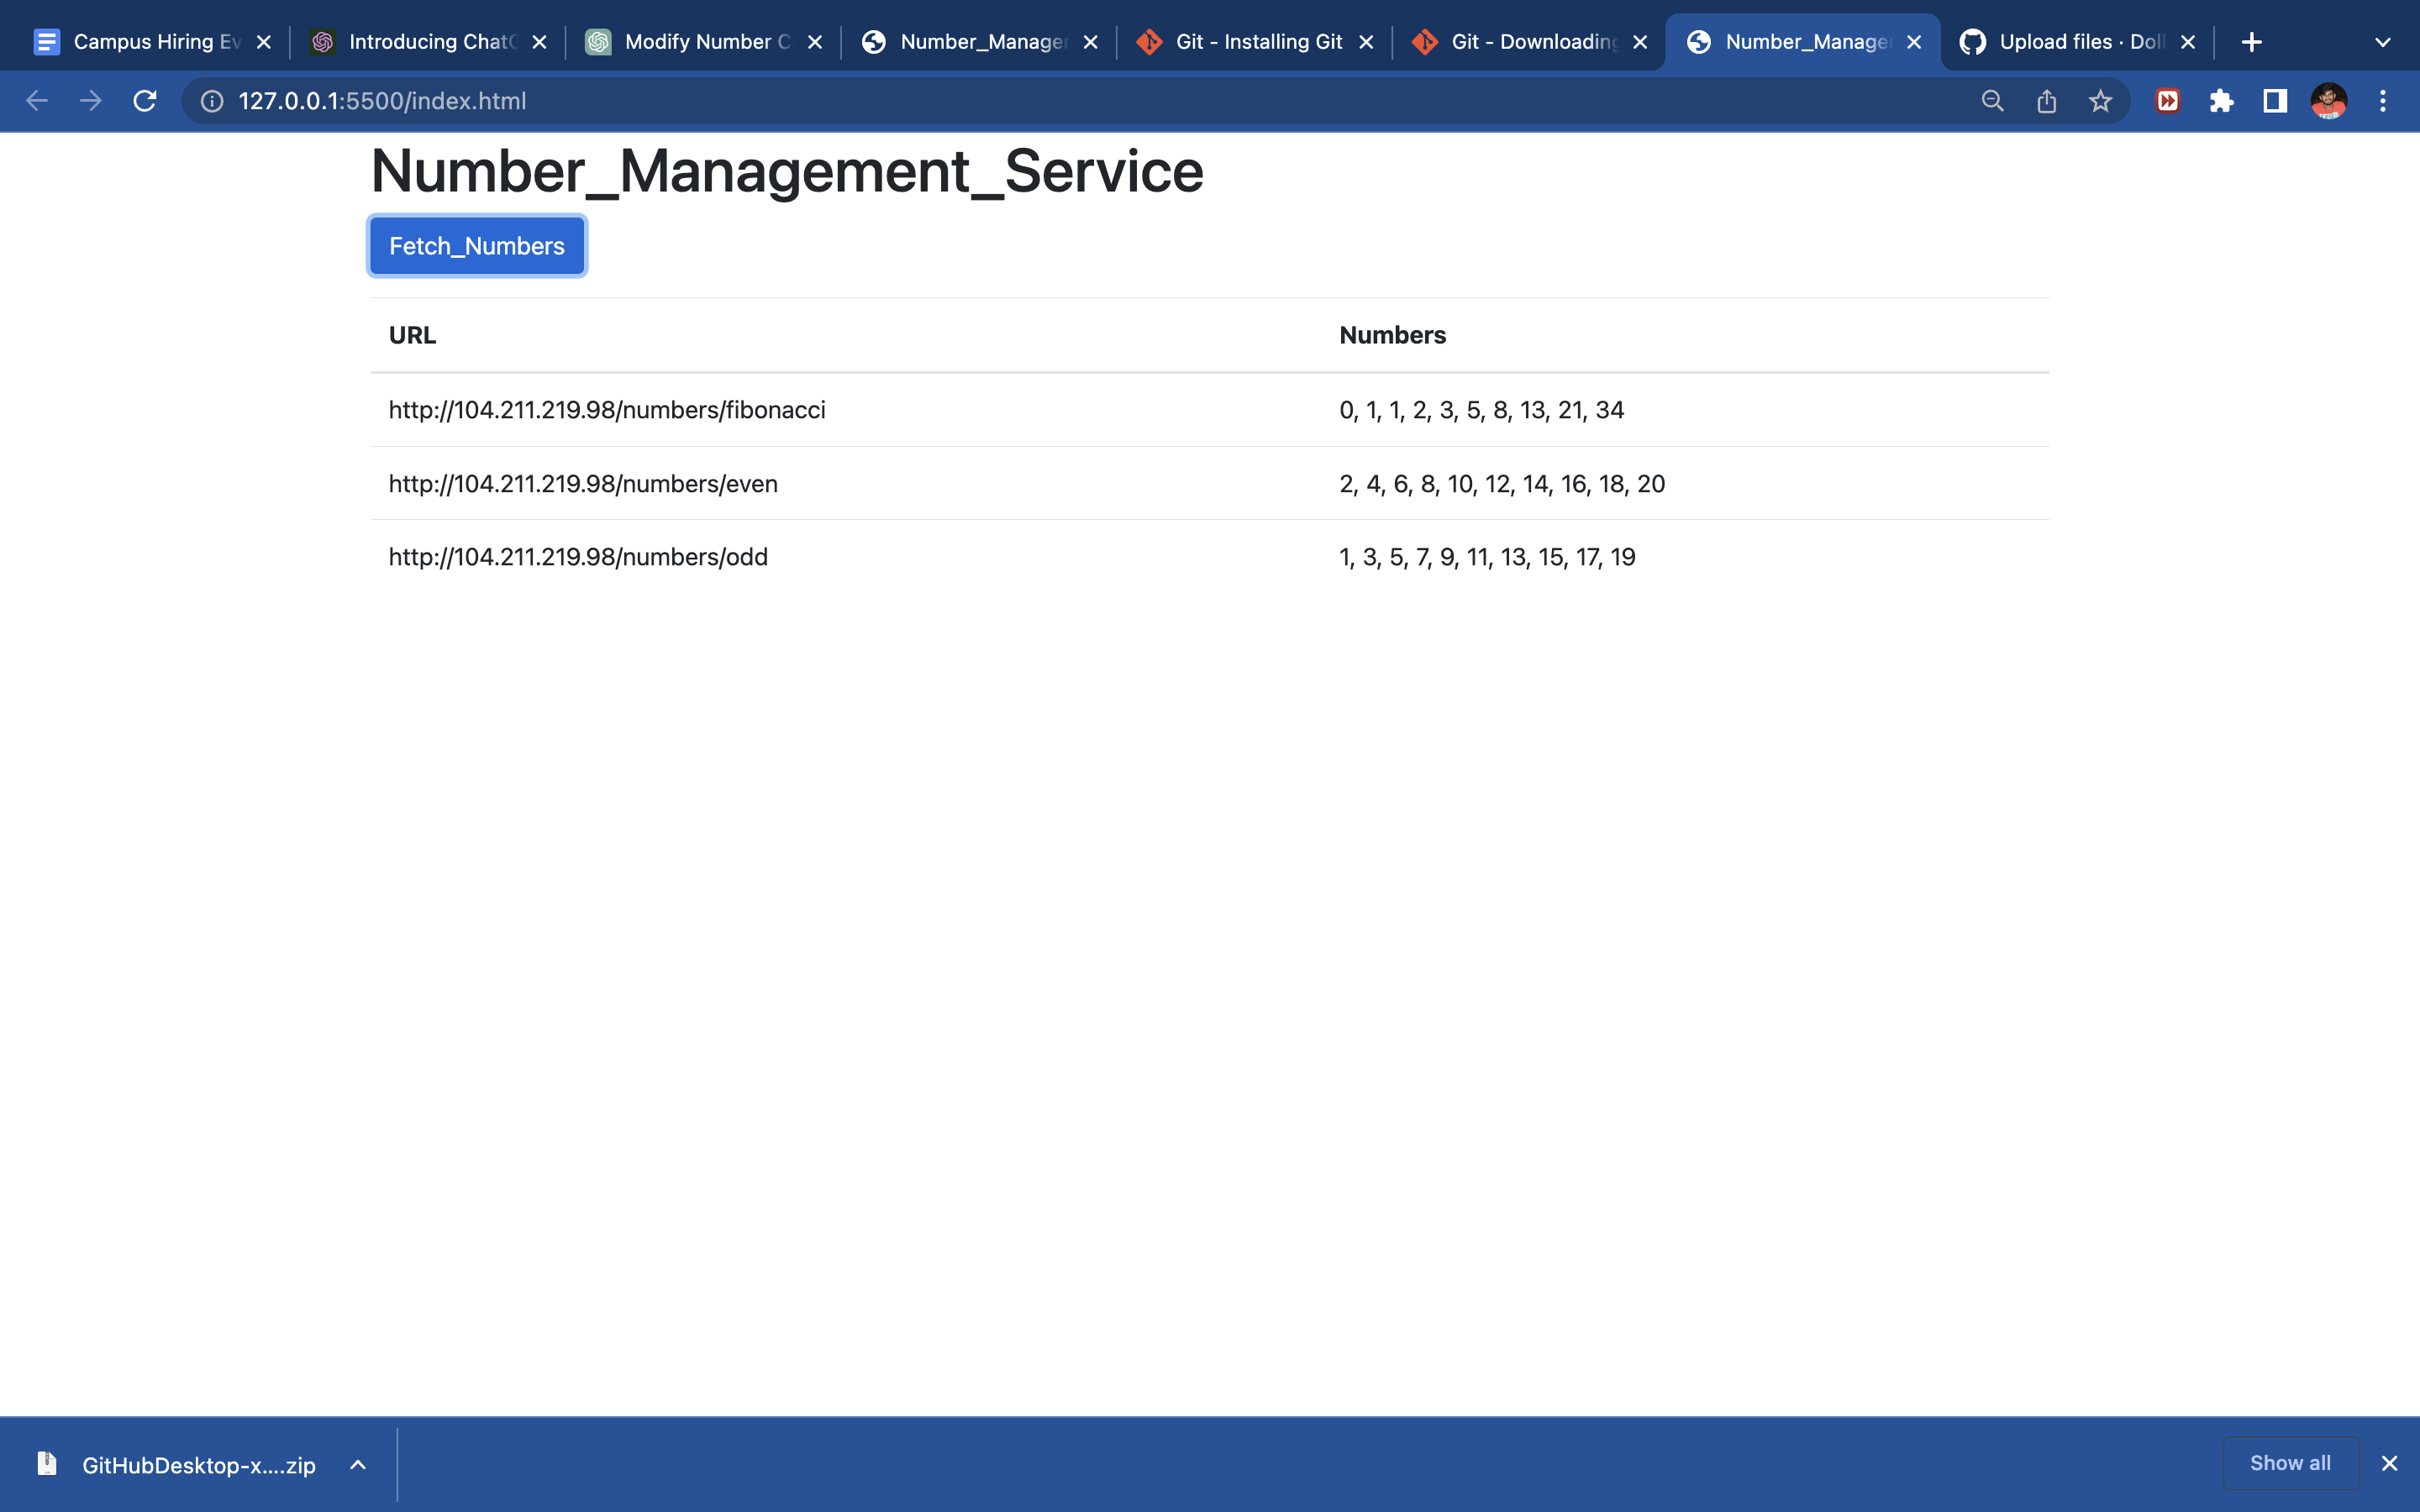 Campus Hiring Ev
Introducing ChatG
Modify Number C
Number_Manager
Git - Installing Git
Git - Downloading
Number_Manage
Upload files · Doll
127.0.0.1:5500/index.html
Number_Management_Service
Fetch_Numbers
URL Numbers
http://104.211.219.98/numbers/fibonacci 0, 1, 1, 2, 3, 5, 8, 13, 21, 34
http://104.211.219.98/numbers/even 2, 4, 6, 8, 10, 12, 14, 16, 18, 20
http://104.211.219.98/numbers/odd 1, 3, 5, 7, 9, 11, 13, 15, 17, 19
GitHubDesktop-x....zip
Show all